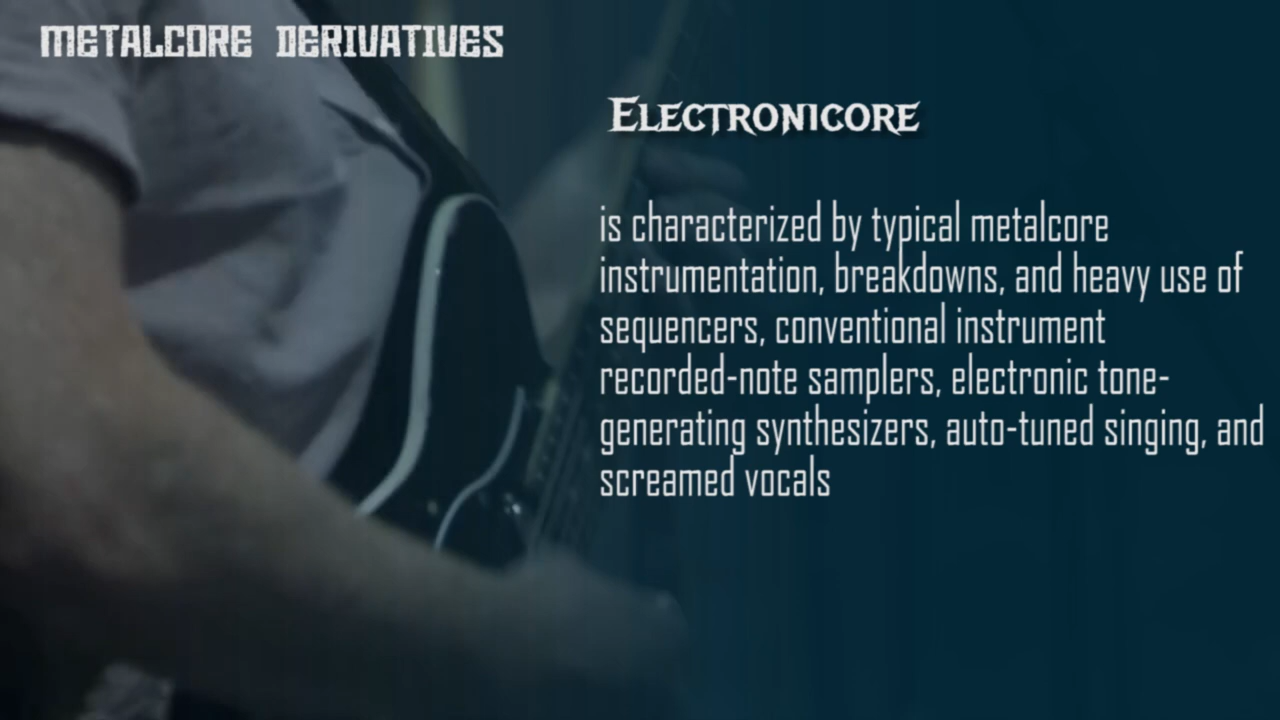 METALCORE DERIVATIVES
ELECTRONICORE
is characterized by typical metalcore
instrumentation, breakdowns, and heavy use of
sequencers, conventional instrument
recorded-note samplers, electronic tone-
generating synthesizers, auto-tuned singing, and
screamed vocals